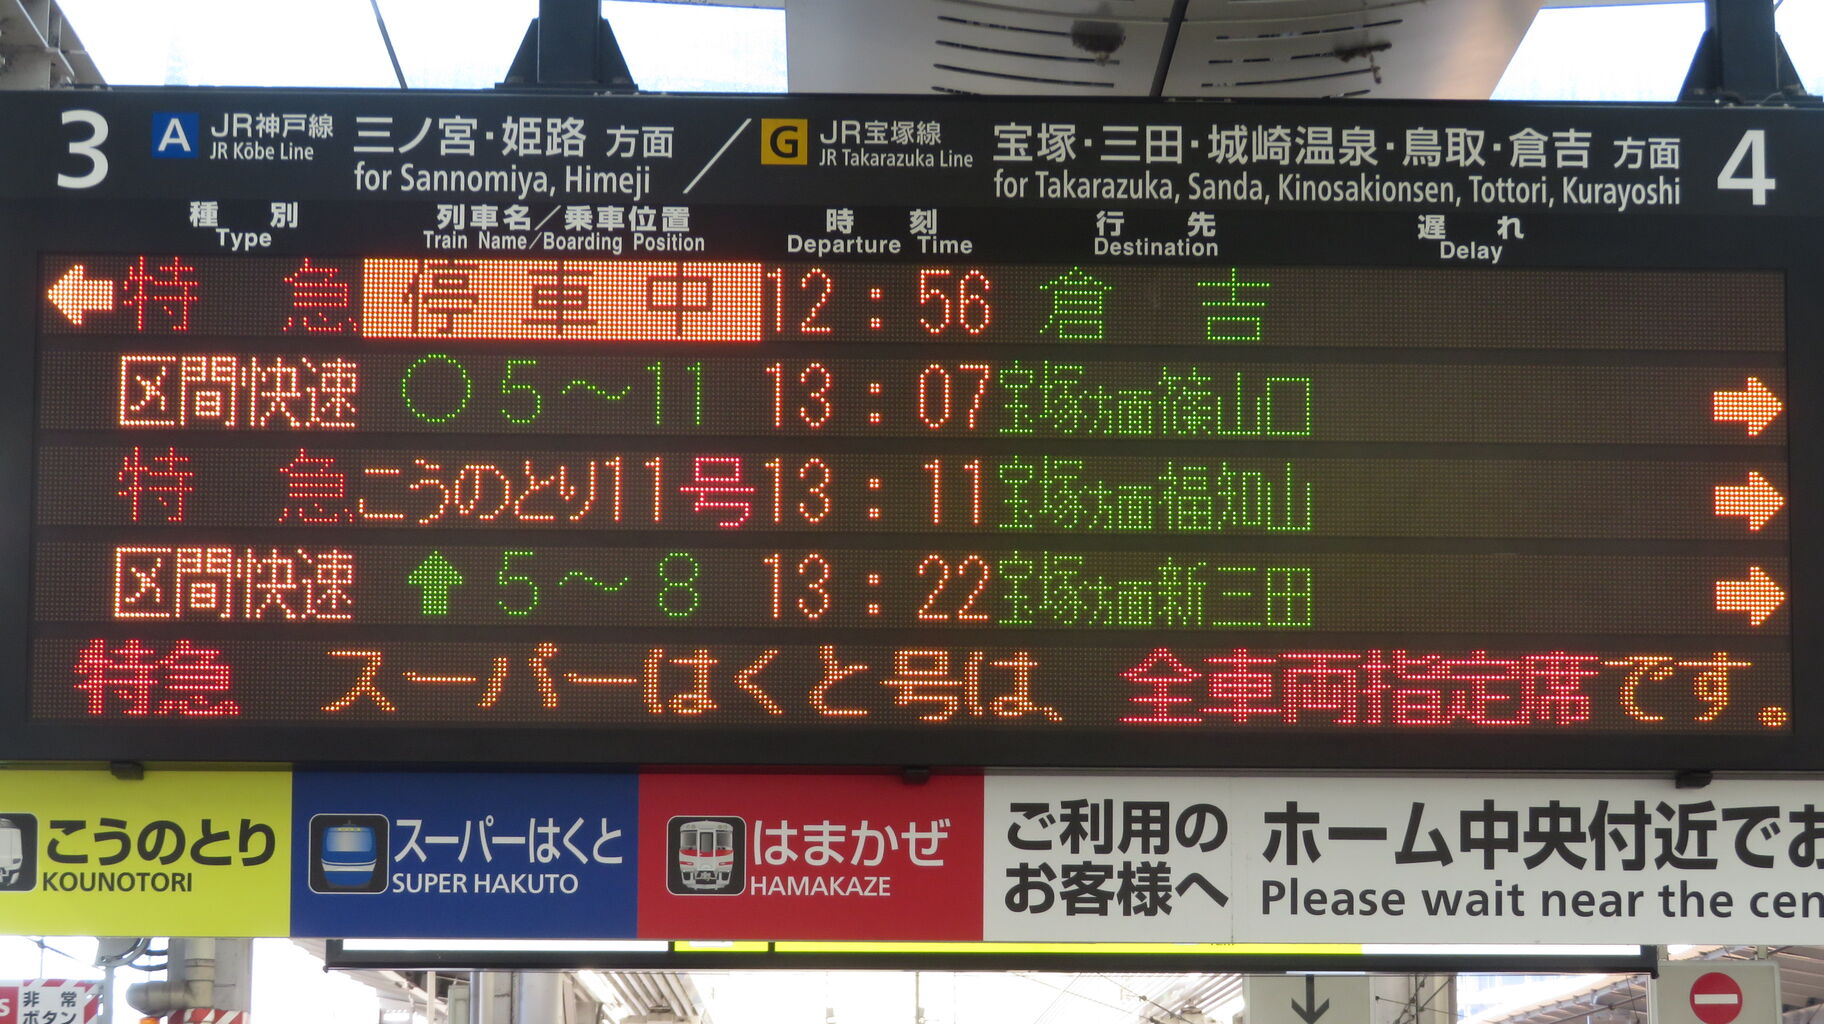 3 A JR神戸線 三ノ宮・姫路 方面 / G JR宝塚線 宝塚・三田・城崎温泉・鳥取・倉吉 方面 4
JR Kōbe Line for Sannomiya, Himeji JR Takarazuka Line for Takarazuka, Sanda, Kinosakionsen, Tottori, Kurayoshi
種別 列車名/乗車位置 時刻 行先 遅れ
Type Train Name/Boarding Position Departure Time Destination Delay
← 特急 停車中 12:56 倉吉
区間快速 ○5～11 13:07 宝塚方面篠山口 →
特急 こうのとり11号 13:11 宝塚方面福知山 →
区間快速 ↑5～8 13:22 宝塚方面新三田 →
特急 スーパーはくと号は、全車両指定席です。
こうのとり
KOUNOTORI
スーパーはくと
SUPER HAKUTO
はまかぜ
HAMAKAZE
ご利用の
お客様へ
ホーム中央付近でお
Please wait near the cen
S 非常
ボタン
↓